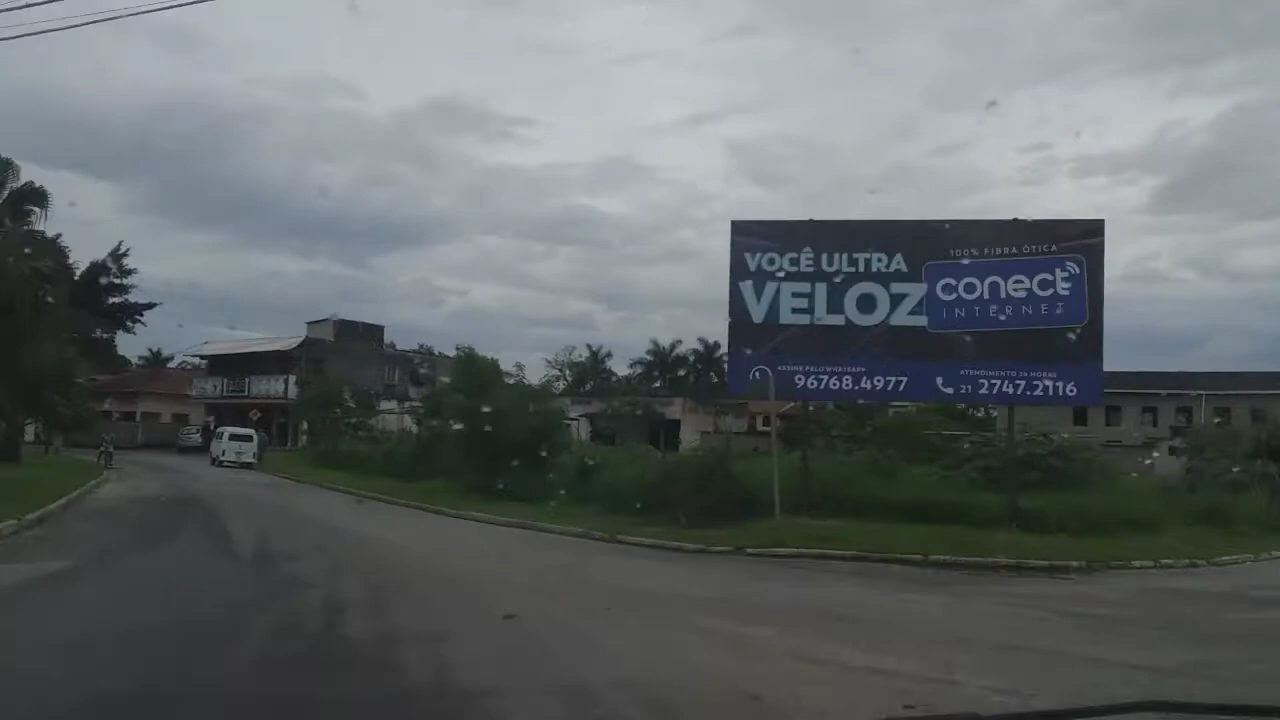 VOCÊ ULTRA
VELOZ
100% FIBRA ÓTICA
conect
INTERNET
ASSINE PELO WHATSAPP
96768.4977
ATENDIMENTO 24 HORAS
21 2747.2116